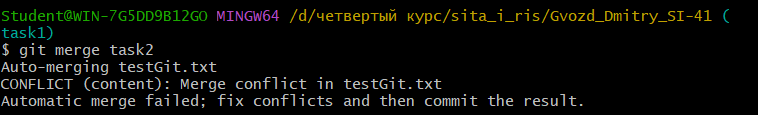 Student@WIN-7G5DD9B12GO MINGW64 /d/четвертый курс/sita_i_ris/Gvozd_Dmitry_SI-41 (
task1)
$ git merge task2
Auto-merging testGit.txt
CONFLICT (content): Merge conflict in testGit.txt
Automatic merge failed; fix conflicts and then commit the result.